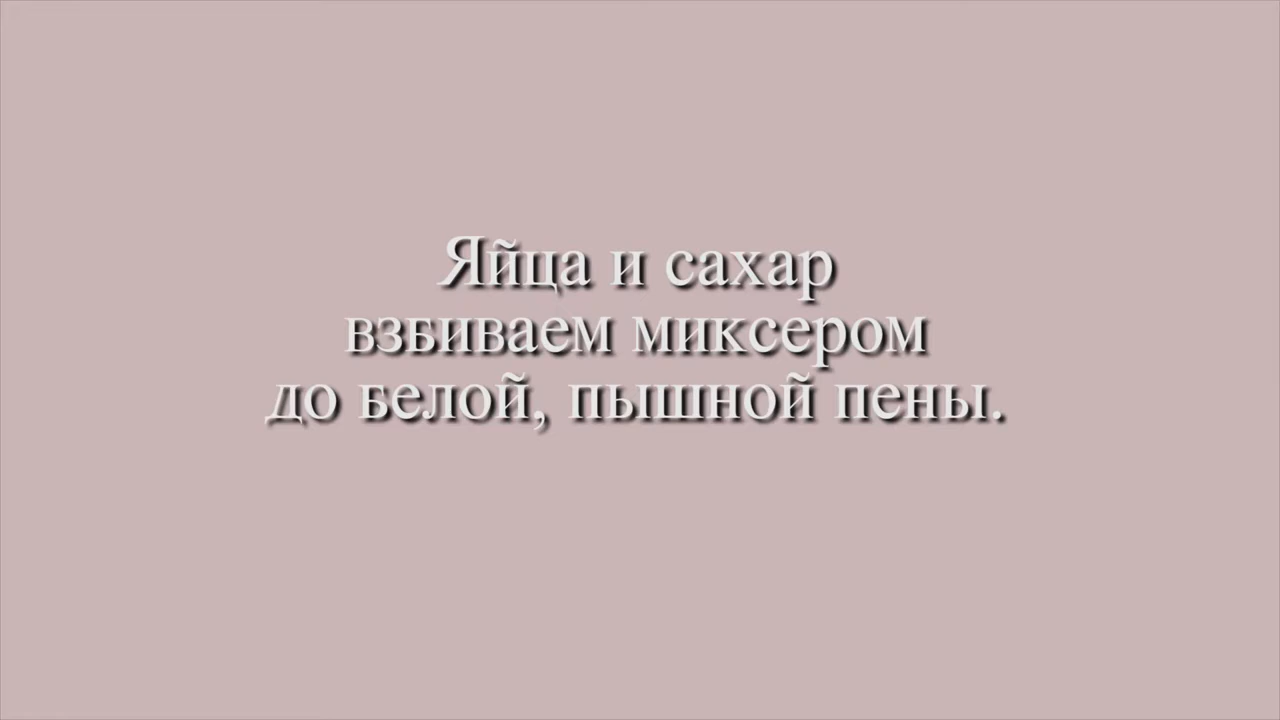 Яйца и сахар
взбиваем миксером
до белой, пышной пены.